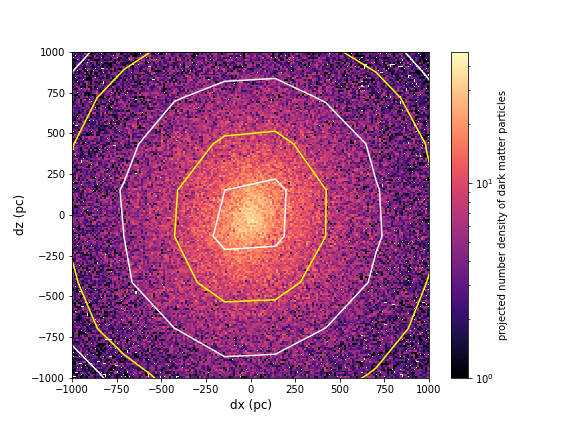 1000
750
500
250
0
−250
−500
−750
−1000
dz (pc)
−1000 −750 −500 −250 0 250 500 750 1000
dx (pc)
10¹
10⁰
projected number density of dark matter particles